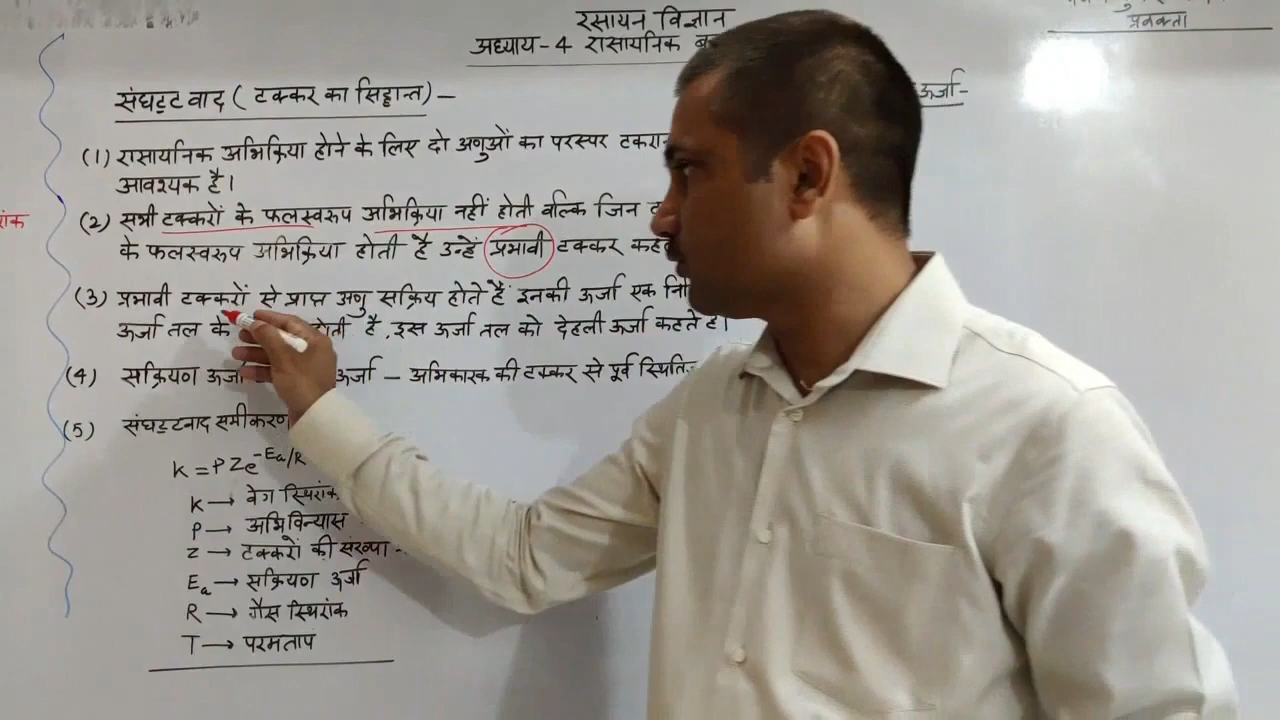 रसायन विज्ञान
अध्याय-4 रासायनिक
प्रवक्ता
संघट्टवाद ( टक्कर का सिद्धान्त) -
ऊर्जा-
(1) रासायनिक अभिक्रिया होने के लिए दो अणुओं का परस्पर
आवश्यक है।
(2) सभी टक्करों के फलस्वरूप अभिक्रिया नहीं होती बल्कि जिन
के फलस्वरूप अभिक्रिया होती है उन्हें प्रभावी टक्कर
(3) प्रभावी टक्करों से प्राप्त अणु सक्रिय होते हैं इनकी ऊर्जा एक
ऊर्जा तल के होती है, इस ऊर्जा तल को देहली ऊर्जा कहते है।
(4) सक्रियण ऊर्जा ऊर्जा - अभिकारक की टक्कर से पूर्व स्थिति
(5) संघट्टवाद समीकरण
K = P Z e^-Ea/R
K → वेग स्थिरांक
P → अभिविन्यास
Z → टक्करों की संख्या -
Ea → सक्रियण ऊर्जा
R → गैस स्थिरांक
T → परमताप